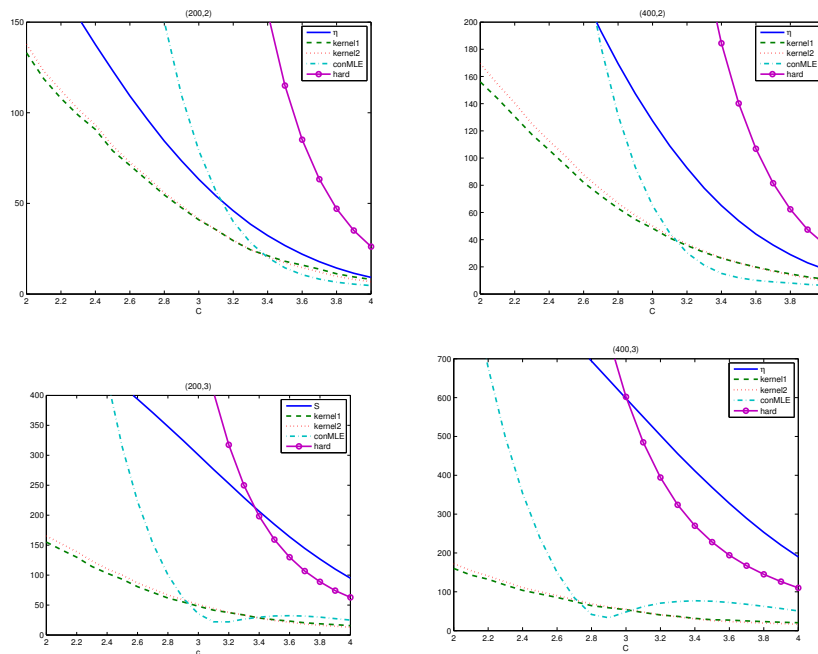 (200,2)
150
100
50
0
2 2.2 2.4 2.6 2.8 3 3.2 3.4 3.6 3.8 4
C
η
kernel1
kernel2
conMLE
hard
(400,2)
200
180
160
140
120
100
80
60
40
20
0
2 2.2 2.4 2.6 2.8 3 3.2 3.4 3.6 3.8
C
η
kernel1
kernel2
conMLE
hard
(200,3)
400
350
300
250
200
150
100
50
0
2 2.2 2.4 2.6 2.8 3 3.2 3.4 3.6 3.8 4
c
S
kernel1
kernel2
conMLE
hard
(400,3)
700
600
500
400
300
200
100
0
2 2.2 2.4 2.6 2.8 3 3.2 3.4 3.6 3.8 4
C
η
kernel1
kernel2
conMLE
hard